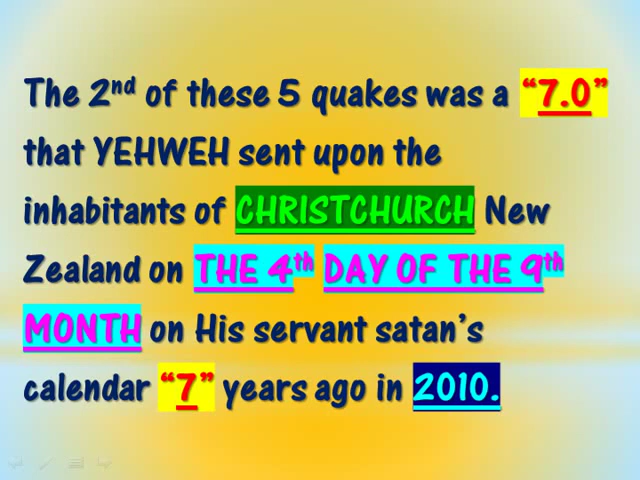 The 2nd of these 5 quakes was a “7.0”
that YEHWEH sent upon the
inhabitants of CHRISTCHURCH New
Zealand on THE 4th DAY OF THE 9th
MONTH on His servant satan’s
calendar “7” years ago in 2010.